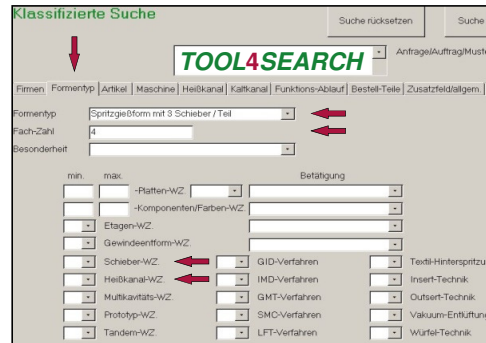 Klassifizierte Suche
Suche rücksetzen Suche
TOOL4SEARCH Anfrage/Auftrag/Muste
Firmen Formentyp Artikel Maschine Heißkanal Kaltkanal Funktions-Ablauf Bestell-Teile Zusatzfeld/allgem.
Formentyp Spritzgießform mit 3 Schieber / Teil
Fach-Zahl 4
Besonderheit
min. max. Betätigung
-Platten-WZ.
-Komponenten/Farben-WZ
Etagen-WZ.
Gewindeentform-WZ.
Schieber-WZ. GID-Verfahren Textil-Hinterspritzu
Heißkanal-WZ. IMD-Verfahren Insert-Technik
Multikavitäts-WZ. GMT-Verfahren Outsert-Technik
Prototyp-WZ. SMC-Verfahren Vakuum-Entlüftung
Tandem-WZ. LFT-Verfahren Würfel-Technik